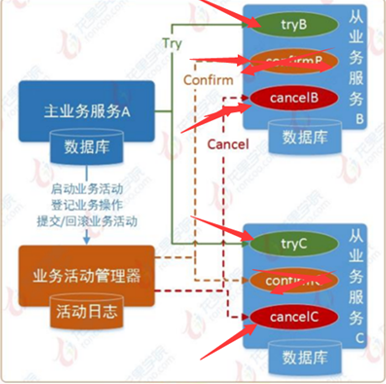 tryB
Try
confirmB
Confirm
从业务服务B
主业务服务A
cancelB
数据库
数据库
Cancel
启动业务活动
登记业务操作
提交/回滚业务活动
tryC
从业务服务C
业务活动管理器
confirmC
活动日志
cancelC
数据库